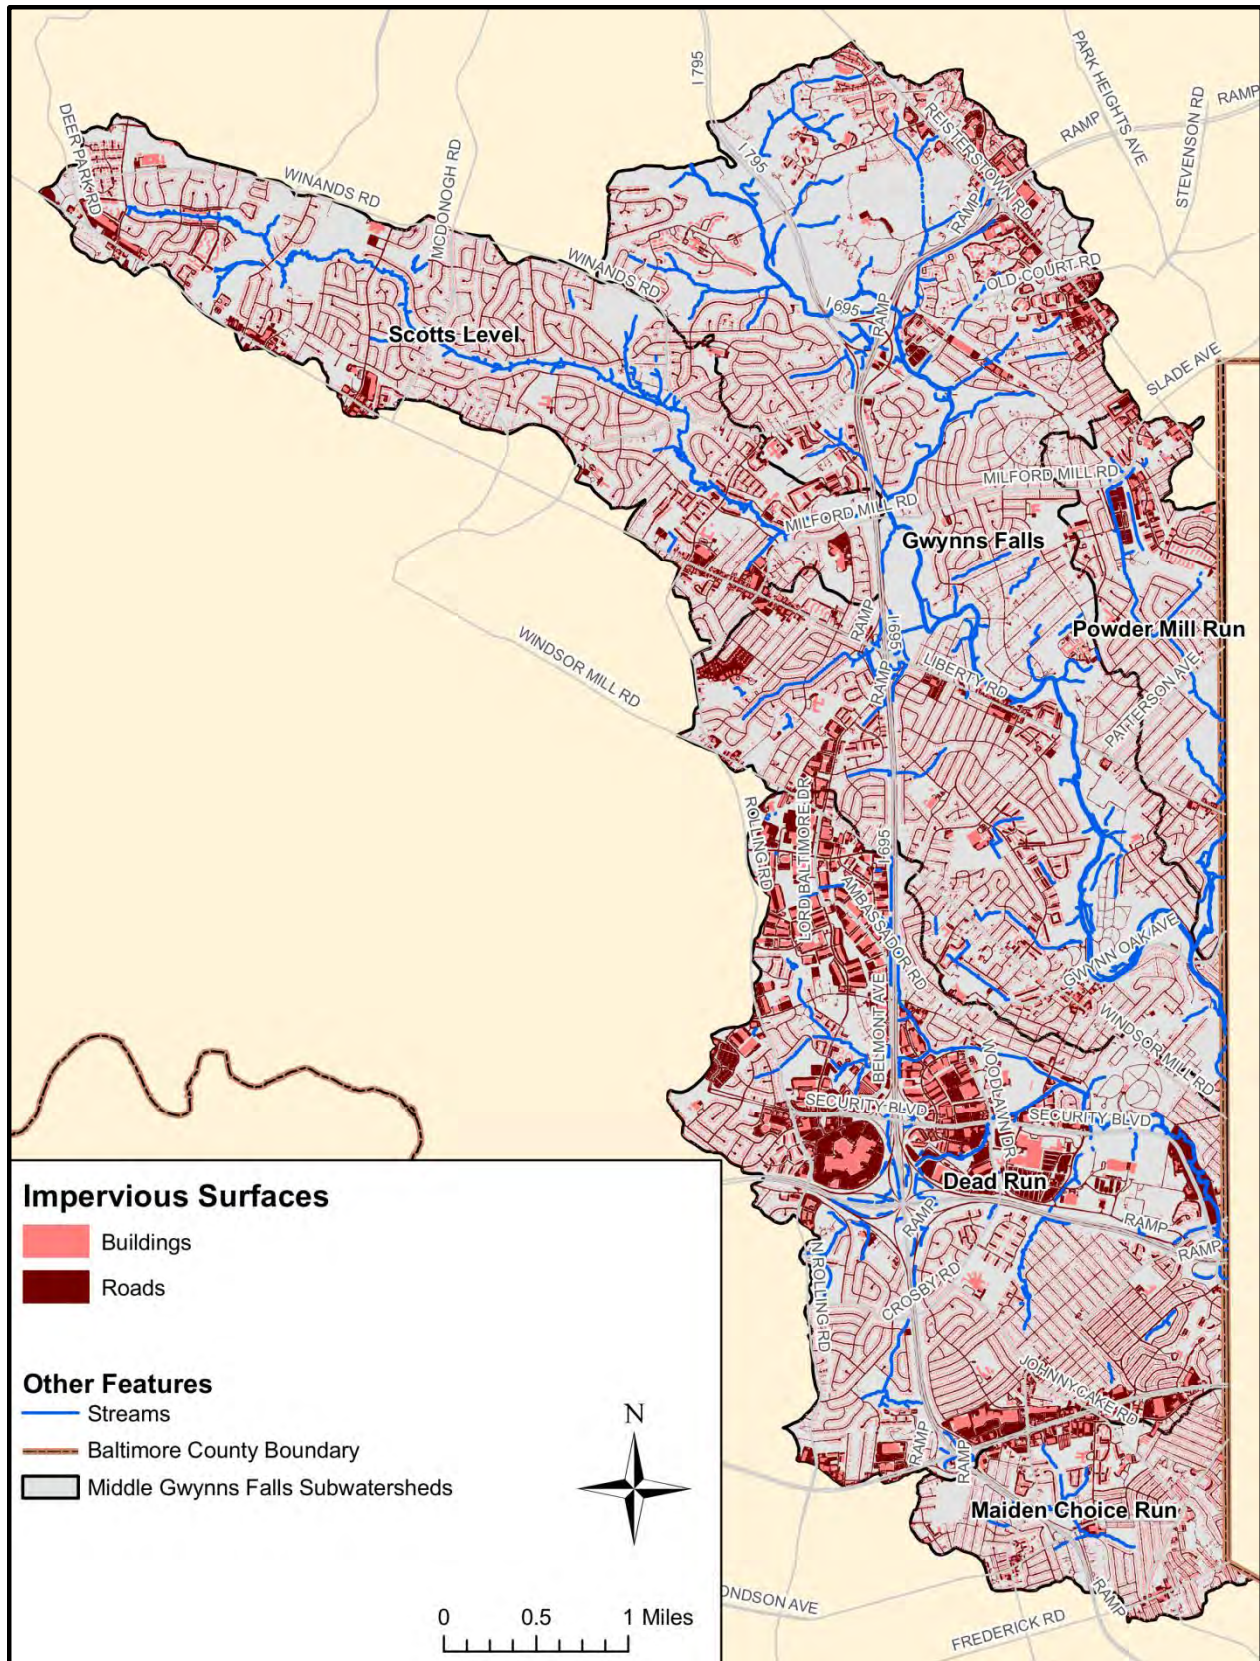 I 795
PARK HEIGHTS AVE
RAMP
STEVENSON RD
REISTERSTOWN RD
DEER PARK RD
WINANDS RD
MCDONOGH RD
I 795
RAMP
WINANDS RD
OLD COURT RD
I 695
RAMP
Scotts Level
SLADE AVE
MILFORD MILL RD
MILFORD MILL RD
Gwynns Falls
RAMP
I 695
Powder Mill Run
WINDSOR MILL RD
RAMP
LIBERTY RD
PATTERSON AVE
ROLLING RD
LORD BALTIMORE DR
I 695
AMBASSADOR RD
GWYNN OAK AVE
BELMONT AVE
WOODLAWN DR
WINDSOR MILL RD
SECURITY BLVD
SECURITY BLVD
Dead Run
RAMP
RAMP
RAMP
N ROLLING RD
CROSBY RD
JOHNNYCAKE RD
RAMP
RAMP
Maiden Choice Run
RAMP
ONDSON AVE
FREDERICK RD
Impervious Surfaces
Buildings
Roads
Other Features
Streams
Baltimore County Boundary
Middle Gwynns Falls Subwatersheds
N
0 0.5 1 Miles